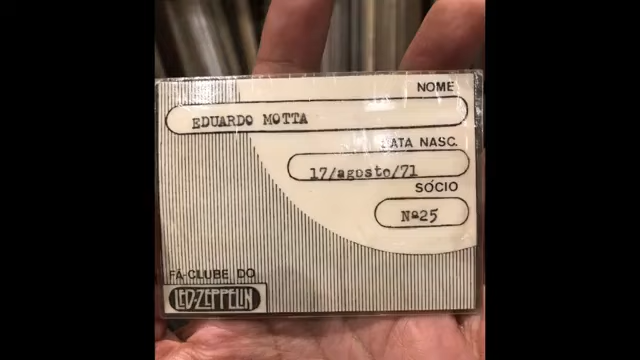 NOME
EDUARDO MOTTA
DATA NASC.
17/agosto/71
SÓCIO
Nº25
FÃ-CLUBE DO
LED-ZEPPELIN